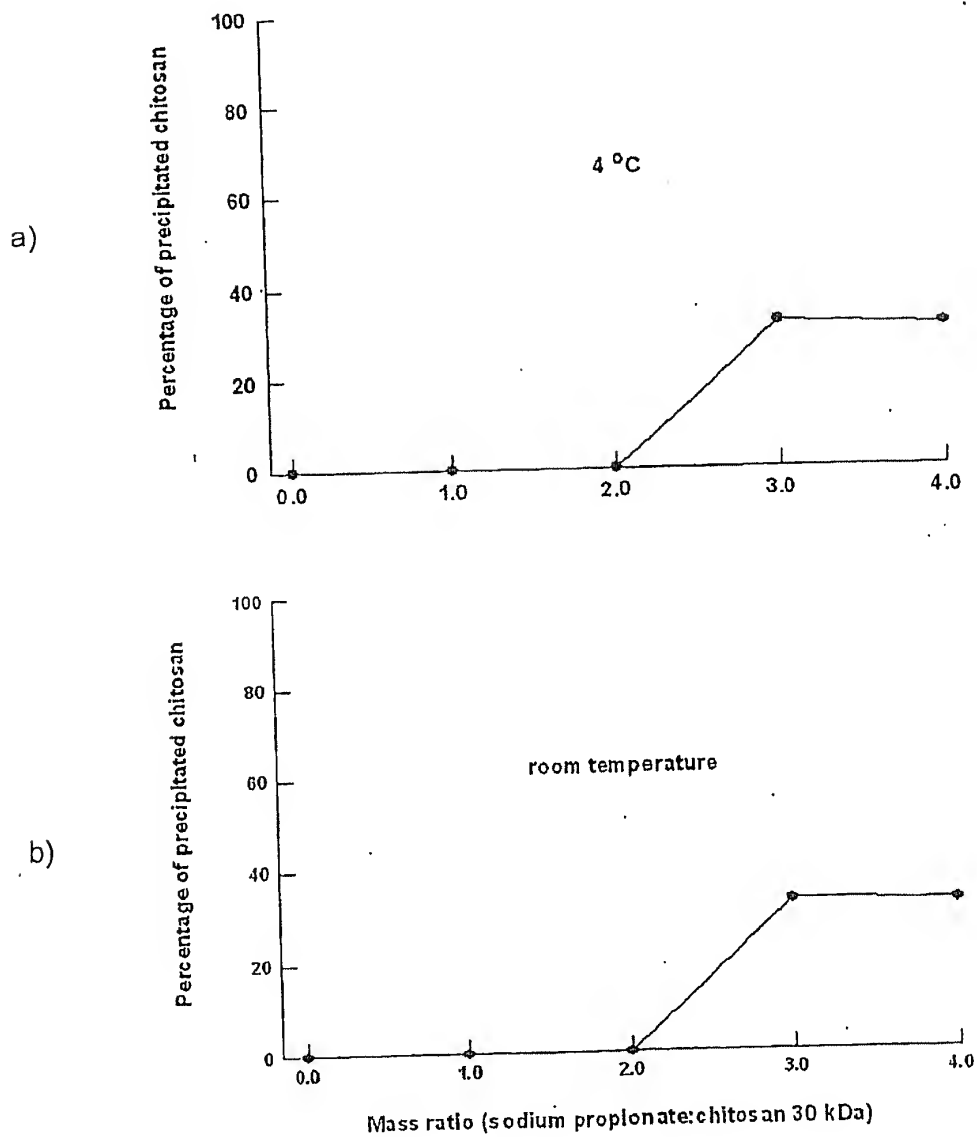 a)
Percentage of precipitated chitosan
100
80
60
40
20
0
4 °C
0.0 1.0 2.0 3.0 4.0
b)
Percentage of precipitated chitosan
100
80
60
40
20
0
room temperature
0.0 1.0 2.0 3.0 4.0
Mass ratio (sodium propionate:chitosan 30 kDa)